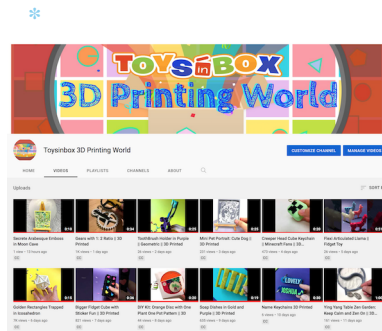 TOYS in BOX
3D Printing World
Toysinbox 3D Printing World
CUSTOMIZE CHANNEL
MANAGE VIDEOS
HOME
VIDEOS
PLAYLISTS
CHANNELS
ABOUT
Uploads
SORT
Secrets Arabesque Emboss in Moon Cave
Gears with 1: 2 Ratio || 3D Printed
Toothbrush Holder in Purple || Geometric || 3D Printed
Mini Pet Portrait: Cute Dog || 3D Printed
Creeper Head Cube Keychain || Minecraft Fans || 3D...
Flexi Articulated Llama || Fidget Toy
Golden Rectangles Trapped in Icosahedron
Bigger Fidget Cube with Sticker Fun || 3D Printed
DIY Kit: Orange Disc with One Plant One Pot Pattern || 3D
Soap Dishes in Gold and Purple || 3D Printed
Name Keychains 3D Printed
Ying Yang Table Zen Garden: Keep Calm and Zen On || 3D...